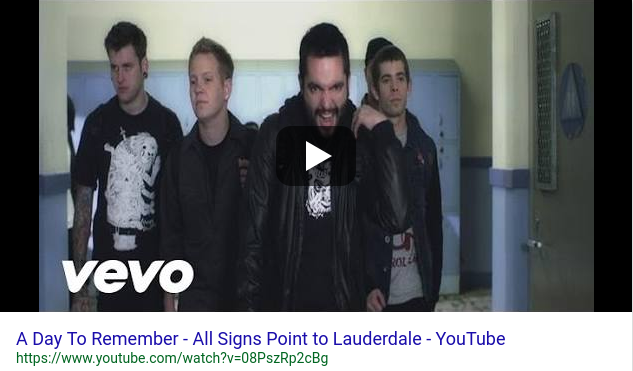 vevo
A Day To Remember - All Signs Point to Lauderdale - YouTube
https://www.youtube.com/watch?v=08PszRp2cBg